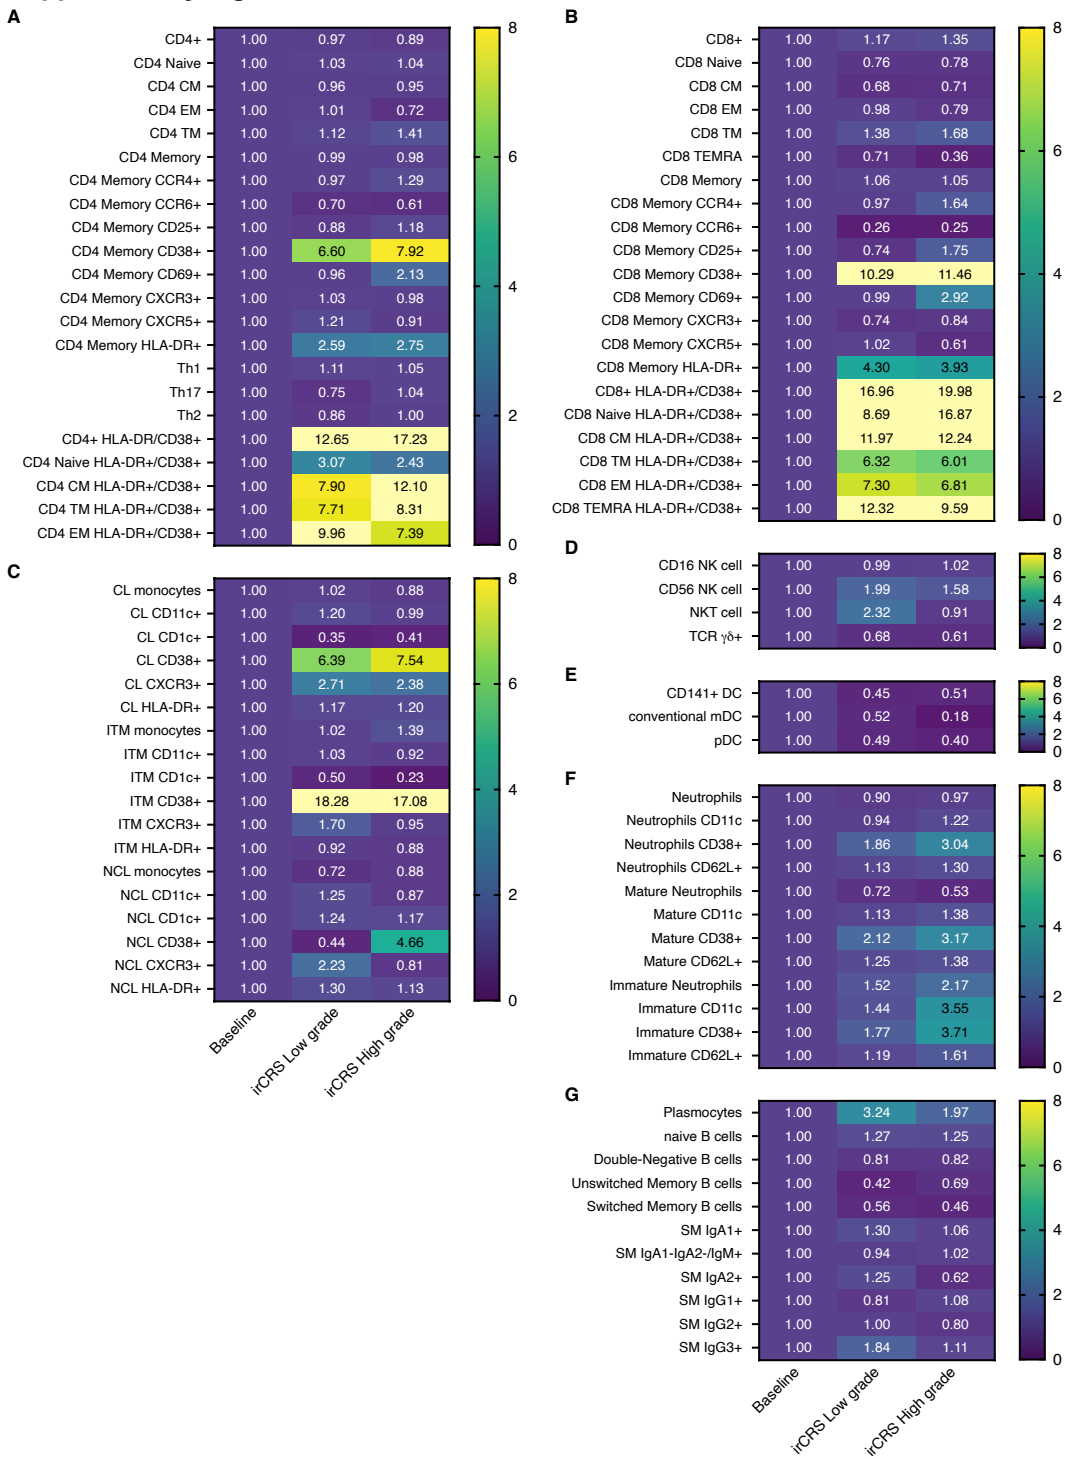 A
CD4+ 1.00 0.97 0.89
CD4 Naive 1.00 1.03 1.04
CD4 CM 1.00 0.96 0.95
CD4 EM 1.00 1.01 0.72
CD4 TM 1.00 1.12 1.41
CD4 Memory 1.00 0.99 0.98
CD4 Memory CCR4+ 1.00 0.97 1.29
CD4 Memory CCR6+ 1.00 0.70 0.61
CD4 Memory CD25+ 1.00 0.88 1.18
CD4 Memory CD38+ 1.00 6.60 7.92
CD4 Memory CD69+ 1.00 0.96 2.13
CD4 Memory CXCR3+ 1.00 1.03 0.98
CD4 Memory CXCR5+ 1.00 1.21 0.91
CD4 Memory HLA-DR+ 1.00 2.59 2.75
Th1 1.00 1.11 1.05
Th17 1.00 0.75 1.04
Th2 1.00 0.86 1.00
CD4+ HLA-DR/CD38+ 1.00 12.65 17.23
CD4 Naive HLA-DR+/CD38+ 1.00 3.07 2.43
CD4 CM HLA-DR+/CD38+ 1.00 7.90 12.10
CD4 TM HLA-DR+/CD38+ 1.00 7.71 8.31
CD4 EM HLA-DR+/CD38+ 1.00 9.96 7.39
8
6
4
2
0
B
CD8+ 1.00 1.17 1.35
CD8 Naive 1.00 0.76 0.78
CD8 CM 1.00 0.68 0.71
CD8 EM 1.00 0.98 0.79
CD8 TM 1.00 1.38 1.68
CD8 TEMRA 1.00 0.71 0.36
CD8 Memory 1.00 1.06 1.05
CD8 Memory CCR4+ 1.00 0.97 1.64
CD8 Memory CCR6+ 1.00 0.26 0.25
CD8 Memory CD25+ 1.00 0.74 1.75
CD8 Memory CD38+ 1.00 10.29 11.46
CD8 Memory CD69+ 1.00 0.99 2.92
CD8 Memory CXCR3+ 1.00 0.74 0.84
CD8 Memory CXCR5+ 1.00 1.02 0.61
CD8 Memory HLA-DR+ 1.00 4.30 3.93
CD8+ HLA-DR+/CD38+ 1.00 16.96 19.98
CD8 Naive HLA-DR+/CD38+ 1.00 8.69 16.87
CD8 CM HLA-DR+/CD38+ 1.00 11.97 12.24
CD8 TM HLA-DR+/CD38+ 1.00 6.32 6.01
CD8 EM HLA-DR+/CD38+ 1.00 7.30 6.81
CD8 TEMRA HLA-DR+/CD38+ 1.00 12.32 9.59
8
6
4
2
0
C
CL monocytes 1.00 1.02 0.88
CL CD11c+ 1.00 1.20 0.99
CL CD1c+ 1.00 0.35 0.41
CL CD38+ 1.00 6.39 7.54
CL CXCR3+ 1.00 2.71 2.38
CL HLA-DR+ 1.00 1.17 1.20
ITM monocytes 1.00 1.02 1.39
ITM CD11c+ 1.00 1.03 0.92
ITM CD1c+ 1.00 0.50 0.23
ITM CD38+ 1.00 18.28 17.08
ITM CXCR3+ 1.00 1.70 0.95
ITM HLA-DR+ 1.00 0.92 0.88
NCL monocytes 1.00 0.72 0.88
NCL CD11c+ 1.00 1.25 0.87
NCL CD1c+ 1.00 1.24 1.17
NCL CD38+ 1.00 0.44 4.66
NCL CXCR3+ 1.00 2.23 0.81
NCL HLA-DR+ 1.00 1.30 1.13
8
6
4
2
0
Baseline
irCRS Low grade
irCRS High grade
D
CD16 NK cell 1.00 0.99 1.02
CD56 NK cell 1.00 1.99 1.58
NKT cell 1.00 2.32 0.91
TCR γδ+ 1.00 0.68 0.61
8
6
4
2
0
E
CD141+ DC 1.00 0.45 0.51
conventional mDC 1.00 0.52 0.18
pDC 1.00 0.49 0.40
8
6
4
2
0
F
Neutrophils 1.00 0.90 0.97
Neutrophils CD11c 1.00 0.94 1.22
Neutrophils CD38+ 1.00 1.86 3.04
Neutrophils CD62L+ 1.00 1.13 1.30
Mature Neutrophils 1.00 0.72 0.53
Mature CD11c 1.00 1.13 1.38
Mature CD38+ 1.00 2.12 3.17
Mature CD62L+ 1.00 1.25 1.38
Immature Neutrophils 1.00 1.52 2.17
Immature CD11c 1.00 1.44 3.55
Immature CD38+ 1.00 1.77 3.71
Immature CD62L+ 1.00 1.19 1.61
8
6
4
2
0
G
Plasmocytes 1.00 3.24 1.97
naive B cells 1.00 1.27 1.25
Double-Negative B cells 1.00 0.81 0.82
Unswitched Memory B cells 1.00 0.42 0.69
Switched Memory B cells 1.00 0.56 0.46
SM IgA1+ 1.00 1.30 1.06
SM IgA1-IgA2-/IgM+ 1.00 0.94 1.02
SM IgA2+ 1.00 1.25 0.62
SM IgG1+ 1.00 0.81 1.08
SM IgG2+ 1.00 1.00 0.80
SM IgG3+ 1.00 1.84 1.11
8
6
4
2
0
Baseline
irCRS Low grade
irCRS High grade